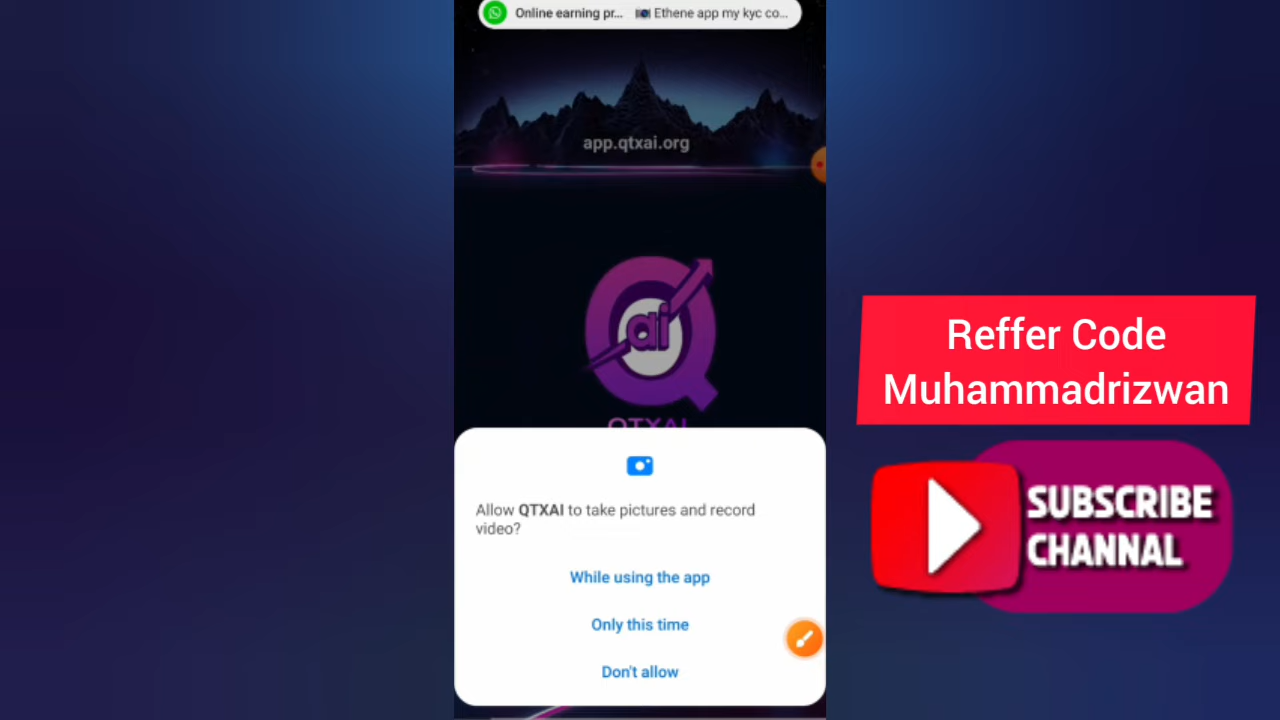 Online earning pr... Ethene app my kyc co...
app.qtxai.org
ai
QTXAI
Allow QTXAI to take pictures and record
video?
While using the app
Only this time
Don't allow
Reffer Code
Muhammadrizwan
SUBSCRIBE
CHANNAL